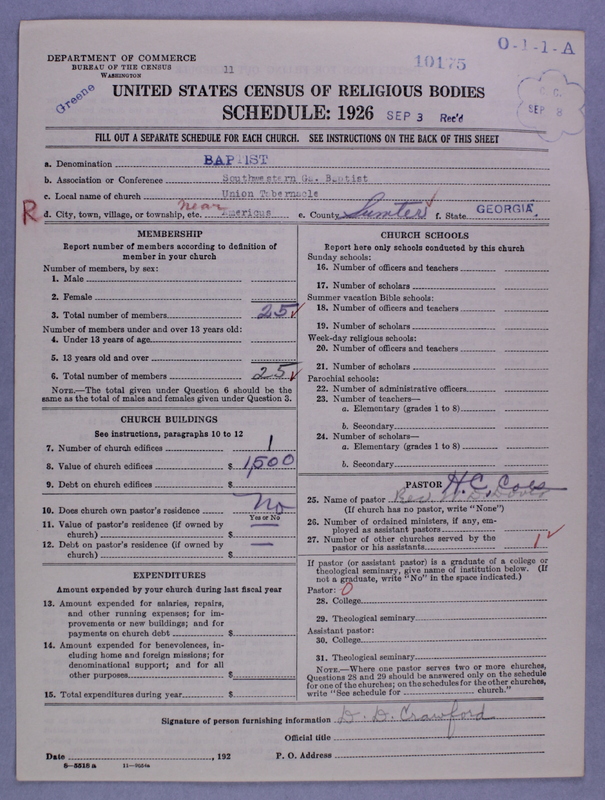 O-1-1-A
DEPARTMENT OF COMMERCE
BUREAU OF THE CENSUS
WASHINGTON
11
10175
Greene
C. C.
SEP 8
UNITED STATES CENSUS OF RELIGIOUS BODIES
SCHEDULE: 1926 SEP 3 Rec'd
FILL OUT A SEPARATE SCHEDULE FOR EACH CHURCH. SEE INSTRUCTIONS ON THE BACK OF THIS SHEET
a. Denomination BAPTIST
b. Association or Conference Southwestern Ga. Baptist
c. Local name of church Union Tabernacle
R d. City, town, village, or township, etc. near Americus e. County Sumter f. State GEORGIA.
MEMBERSHIP
Report number of members according to definition of
member in your church
Number of members, by sex:
1. Male
2. Female
3. Total number of members 25
Number of members under and over 13 years old:
4. Under 13 years of age
5. 13 years old and over
6. Total number of members 25
NOTE.—The total given under Question 6 should be the
same as the total of males and females given under Question 3.
CHURCH BUILDINGS
See instructions, paragraphs 10 to 12
7. Number of church edifices 1
8. Value of church edifices $1,500
9. Debt on church edifices $
10. Does church own pastor's residence No
Yes or No
11. Value of pastor's residence (if owned by
church) $ —
12. Debt on pastor's residence (if owned by
church) $ —
EXPENDITURES
Amount expended by your church during last fiscal year
13. Amount expended for salaries, repairs,
and other running expenses; for im-
provements or new buildings; and for
payments on church debt $
14. Amount expended for benevolences, in-
cluding home and foreign missions; for
denominational support; and for all
other purposes $
15. Total expenditures during year $
CHURCH SCHOOLS
Report here only schools conducted by this church
Sunday schools:
16. Number of officers and teachers
17. Number of scholars
Summer vacation Bible schools:
18. Number of officers and teachers
19. Number of scholars
Week-day religious schools:
20. Number of officers and teachers
21. Number of scholars
Parochial schools:
22. Number of administrative officers
23. Number of teachers—
a. Elementary (grades 1 to 8)
b. Secondary
24. Number of scholars—
a. Elementary (grades 1 to 8)
b. Secondary
PASTOR H. C.
25. Name of pastor Rev.
(If church has no pastor, write "None")
26. Number of ordained ministers, if any, em-
ployed as assistant pastors
27. Number of other churches served by the
pastor or his assistants 1
If pastor (or assistant pastor) is a graduate of a college or
theological seminary, give name of institution below. (If
not a graduate, write "No" in the space indicated.)
Pastor: 0
28. College
29. Theological seminary
Assistant pastor:
30. College
31. Theological seminary
NOTE.—Where one pastor serves two or more churches,
Questions 28 and 29 should be answered only on the schedule
for one of the churches; on the schedules for the other churches,
write "See schedule for church."
Signature of person furnishing information D. D. Crawford
Official title
Date , 192 P. O. Address
6—5516 a